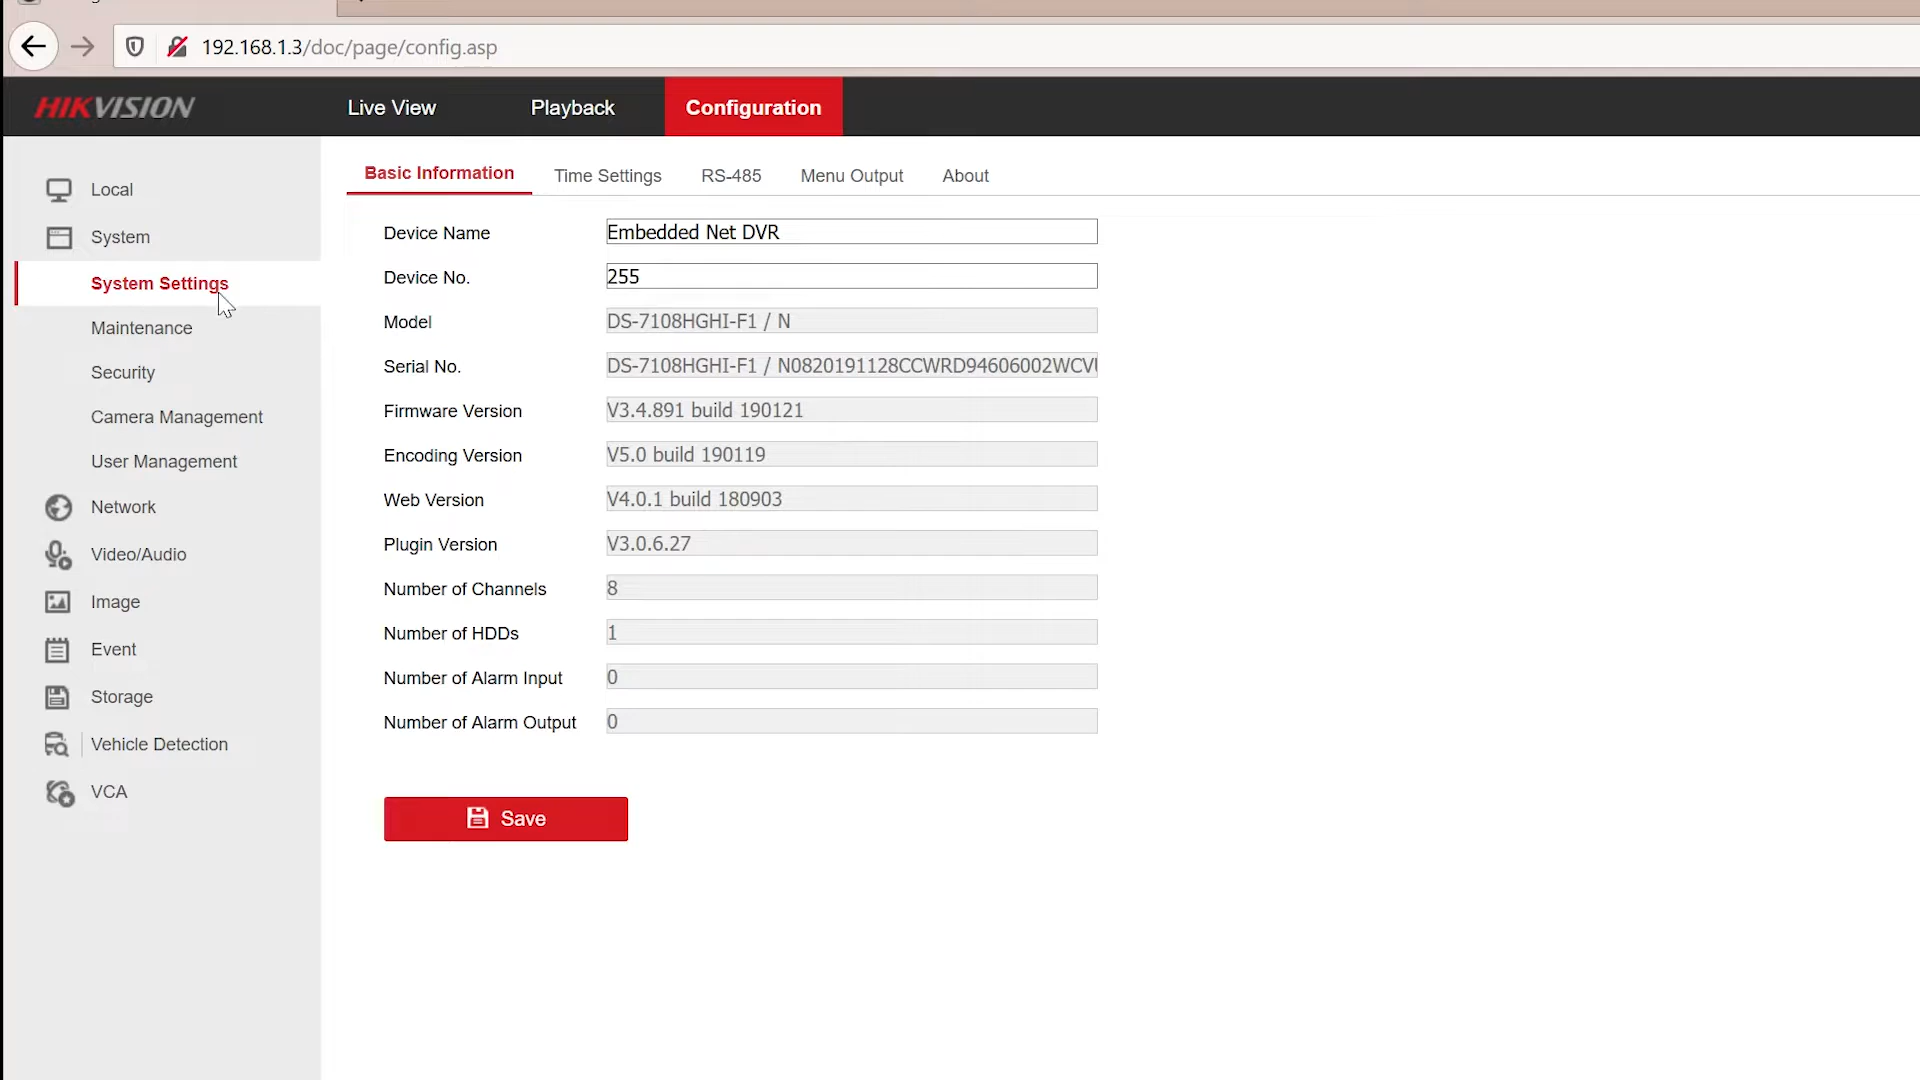 192.168.1.3/doc/page/config.asp
HIKVISION
Live View
Playback
Configuration
Local
System
System Settings
Maintenance
Security
Camera Management
User Management
Network
Video/Audio
Image
Event
Storage
Vehicle Detection
VCA
Basic Information
Time Settings
RS-485
Menu Output
About
Device Name
Embedded Net DVR
Device No.
255
Model
DS-7108HGHI-F1 / N
Serial No.
DS-7108HGHI-F1 / N0820191128CCWRD94606002WCV
Firmware Version
V3.4.891 build 190121
Encoding Version
V5.0 build 190119
Web Version
V4.0.1 build 180903
Plugin Version
V3.0.6.27
Number of Channels
8
Number of HDDs
1
Number of Alarm Input
0
Number of Alarm Output
0
Save